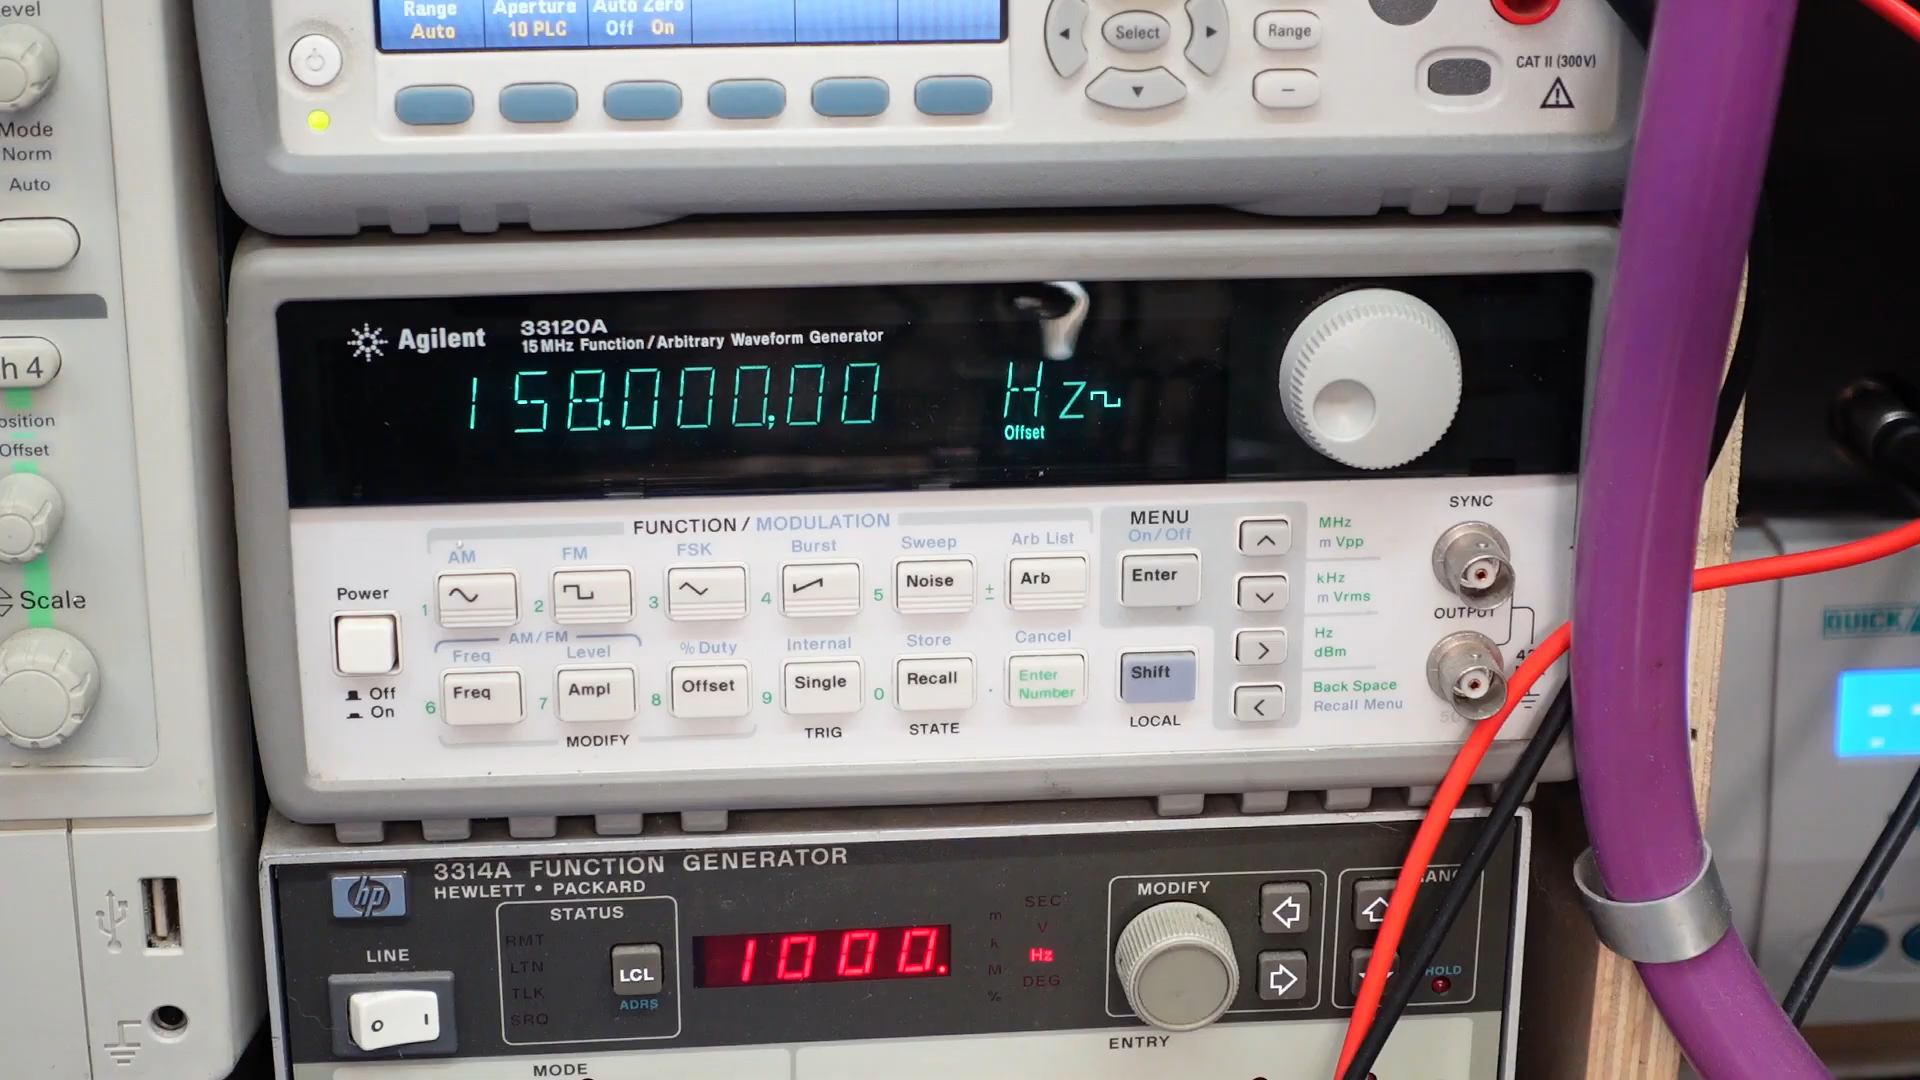 Range
Auto
Aperture
10 PLC
Auto Zero
Off On
Select
Range
CAT II (300V)
Mode
Norm
Auto
h 4
Offset
Scale
Agilent
33120A
15 MHz Function / Arbitrary Waveform Generator
158.000,00 Hz
Offset
FUNCTION / MODULATION
AM
FM
FSK
Burst
Sweep
Arb List
1
2
3
4
5
±
Noise
Arb
MENU
On/Off
Enter
MHz
m Vpp
kHz
m Vrms
Hz
dBm
Back Space
Recall Menu
SYNC
OUTPUT
Power
Off
On
AM/FM
Freq
Level
% Duty
Internal
Store
Cancel
6
Freq
7
Ampl
8
Offset
9
Single
0
Recall
.
Enter
Number
Shift
LOCAL
MODIFY
TRIG
STATE
QUICK
hp
3314A FUNCTION GENERATOR
HEWLETT • PACKARD
STATUS
RMT
LTN
TLK
SRQ
LCL
ADRS
1000.
m
k
M
%
SEC
V
Hz
DEG
MODIFY
ENTRY
HOLD
LINE
O I
MODE